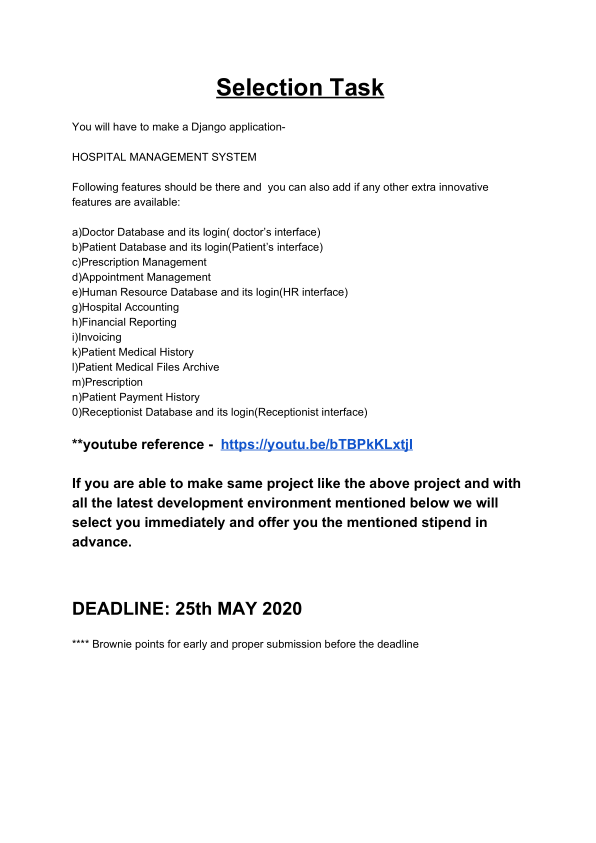 Selection Task
You will have to make a Django application-
HOSPITAL MANAGEMENT SYSTEM
Following features should be there and  you can also add if any other extra innovative
features are available:
a)Doctor Database and its login( doctor’s interface)
b)Patient Database and its login(Patient’s interface)
c)Prescription Management
d)Appointment Management
e)Human Resource Database and its login(HR interface)
g)Hospital Accounting
h)Financial Reporting
i)Invoicing
k)Patient Medical History
l)Patient Medical Files Archive
m)Prescription
n)Patient Payment History
0)Receptionist Database and its login(Receptionist interface)
**youtube reference -  https://youtu.be/bTBPkKLxtjI
If you are able to make same project like the above project and with
all the latest development environment mentioned below we will
select you immediately and offer you the mentioned stipend in
advance.
DEADLINE: 25th MAY 2020
**** Brownie points for early and proper submission before the deadline